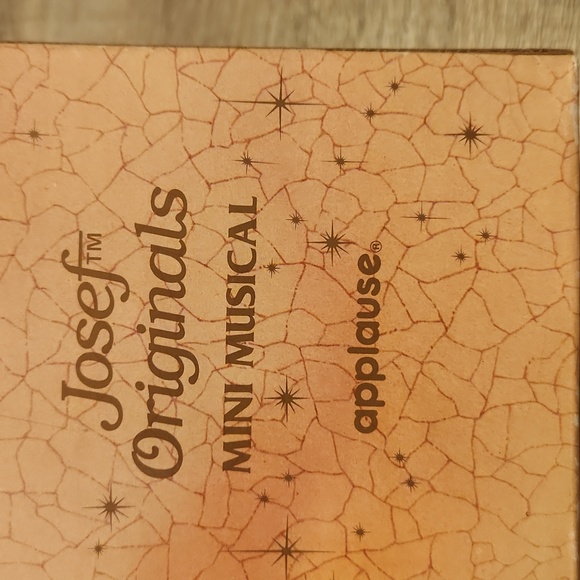 Josef™
Originals
MINI MUSICAL
applause®